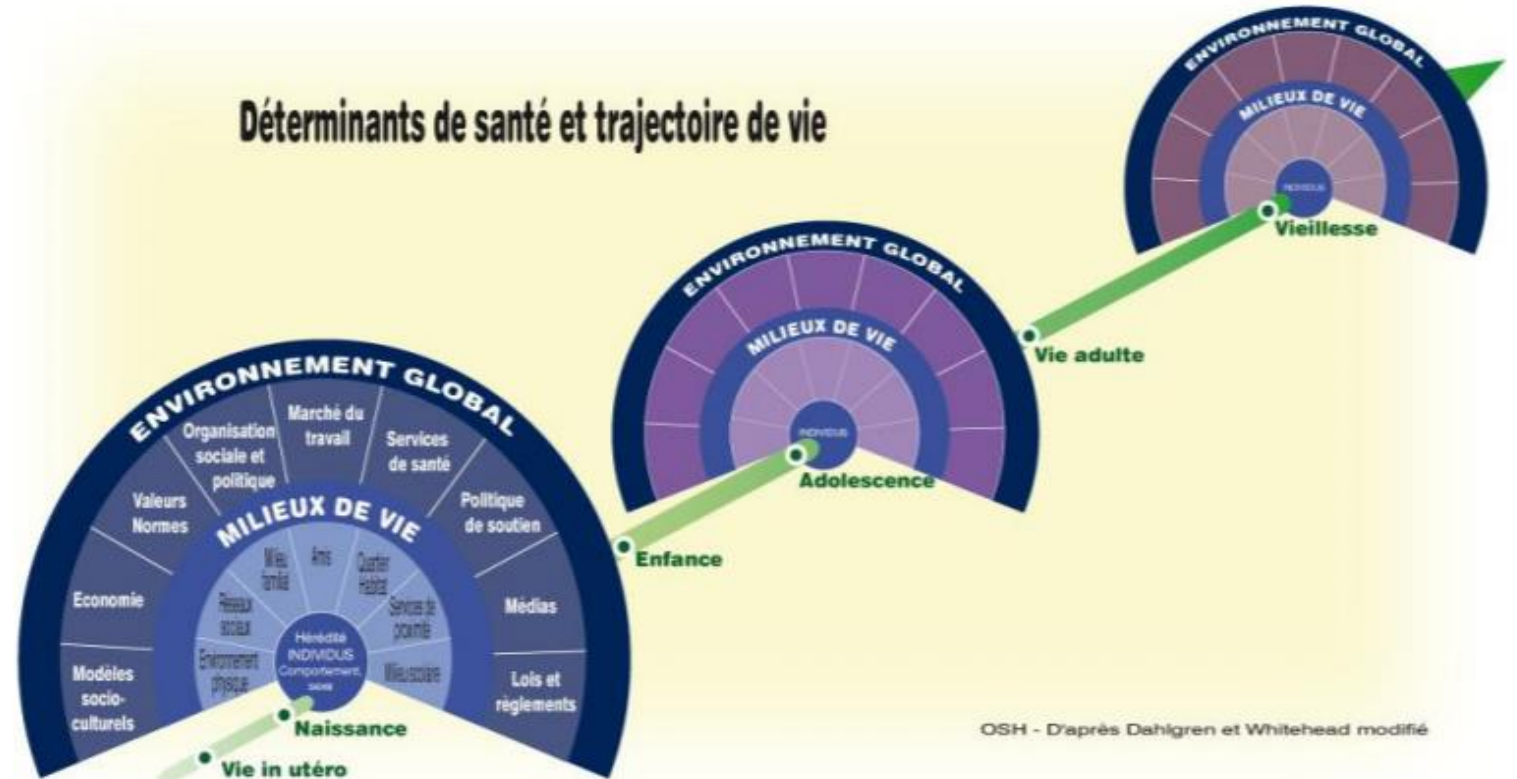 Déterminants de santé et trajectoire de vie
ENVIRONNEMENT GLOBAL
MILIEUX DE VIE
INDIVIDUS
Vieillesse
ENVIRONNEMENT GLOBAL
MILIEUX DE VIE
INDIVIDUS
Vie adulte
Adolescence
Enfance
ENVIRONNEMENT GLOBAL
Modèles
socio-
culturels
Economie
Valeurs
Normes
Organisation
sociale et
politique
Marché du
travail
Services
de santé
Politique
de soutien
Médias
Lois et
règlements
MILIEUX DE VIE
Environnement
physique
Réseaux
sociaux
Milieu
familial
Amis
Quartier
Habitat
Services de
proximité
Milieu scolaire
Hérédité
INDIVIDUS
Comportement,
sexe
Naissance
Vie in utéro
OSH - D'après Dahlgren et Whitehead modifié